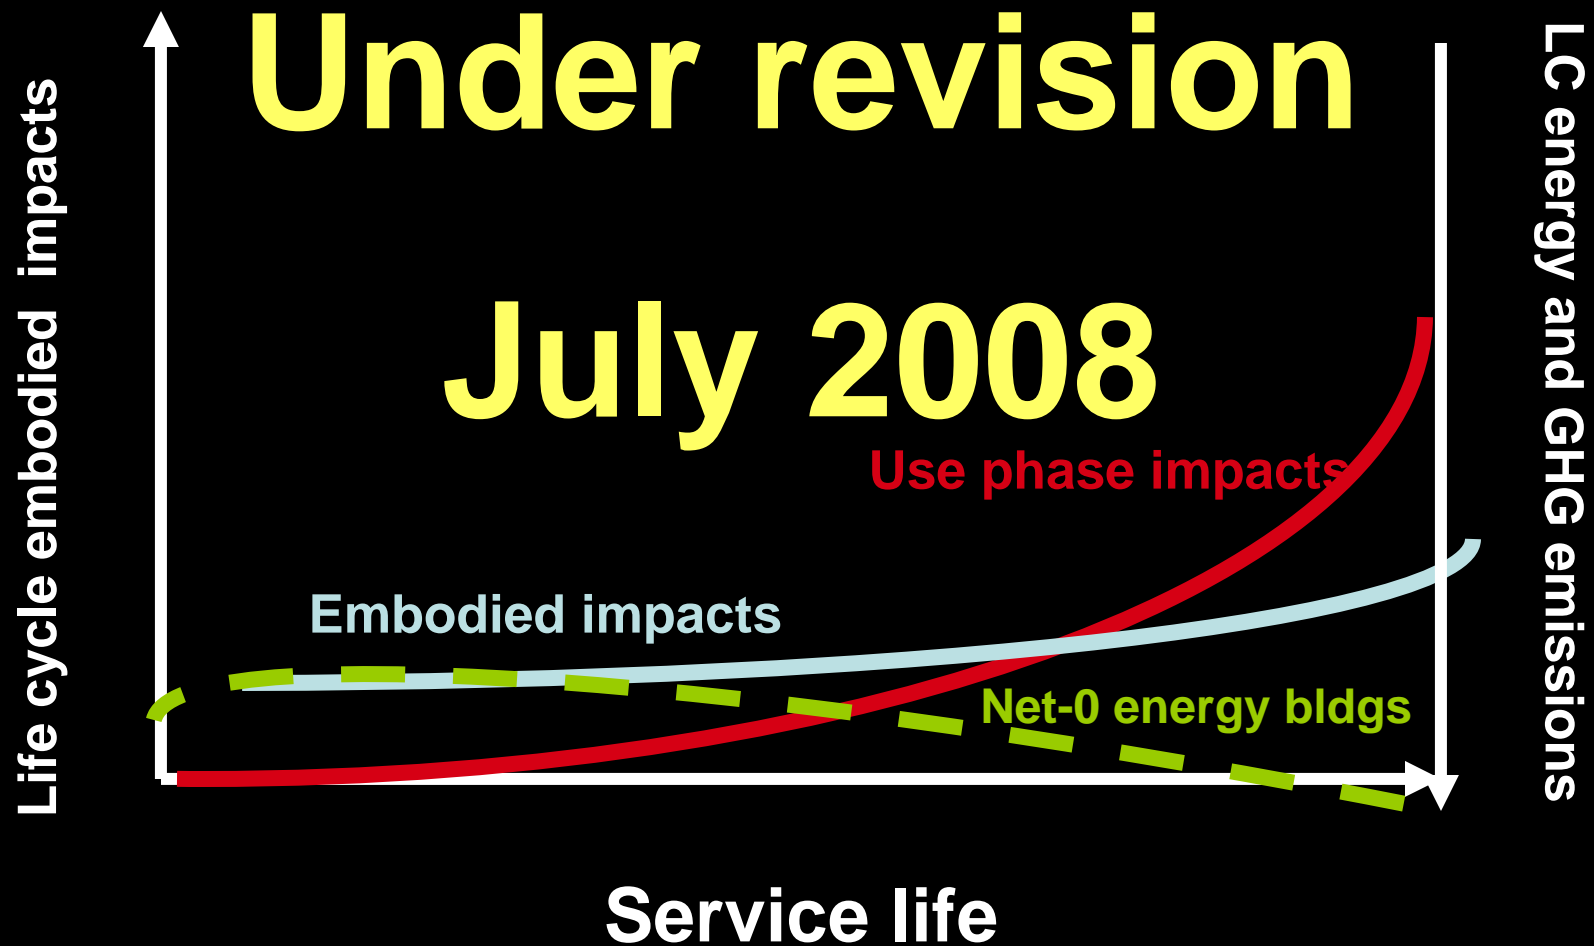 Under revision
July 2008
Life cycle embodied impacts
LC energy and GHG emissions
Use phase impacts
Embodied impacts
Net-0 energy bldgs
Service life